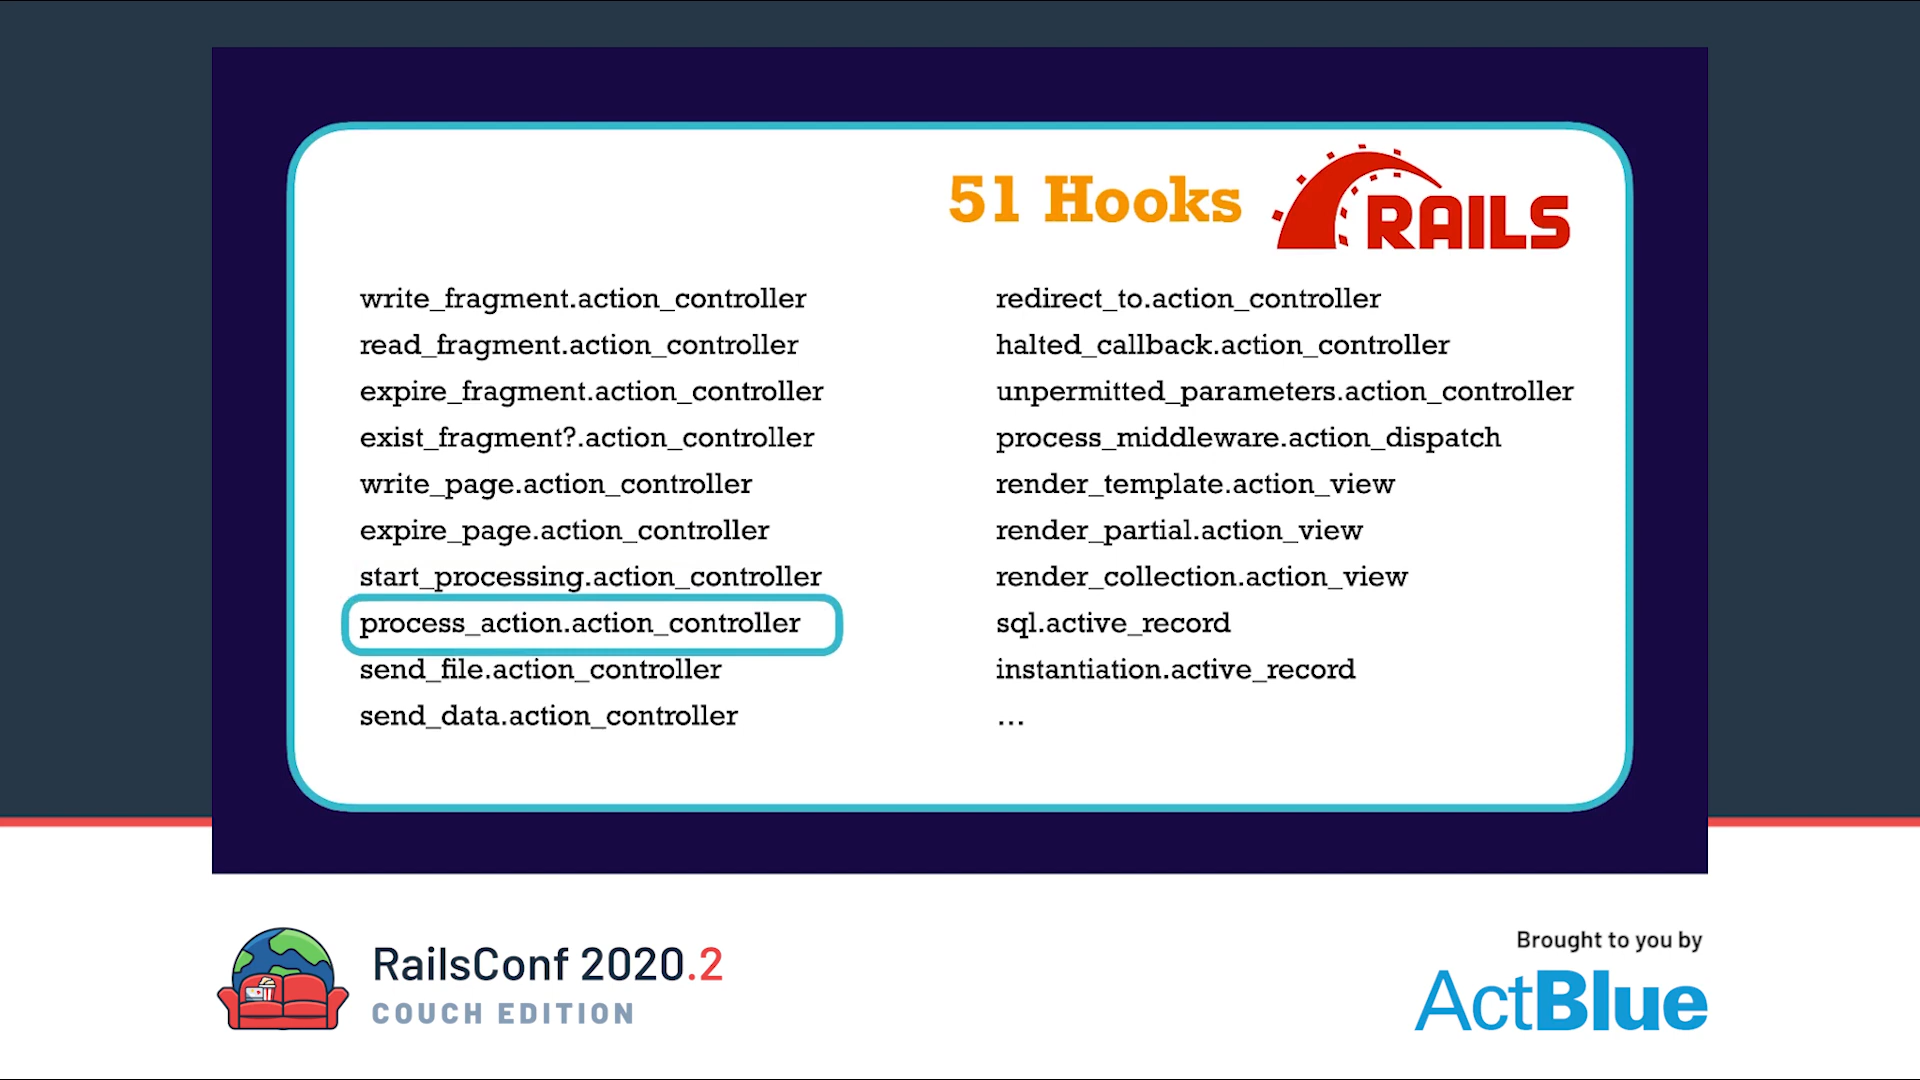 51 Hooks
RAILS
write_fragment.action_controller
read_fragment.action_controller
expire_fragment.action_controller
exist_fragment?.action_controller
write_page.action_controller
expire_page.action_controller
start_processing.action_controller
process_action.action_controller
send_file.action_controller
send_data.action_controller
redirect_to.action_controller
halted_callback.action_controller
unpermitted_parameters.action_controller
process_middleware.action_dispatch
render_template.action_view
render_partial.action_view
render_collection.action_view
sql.active_record
instantiation.active_record
...
RailsConf 2020.2
COUCH EDITION
Brought to you by
ActBlue